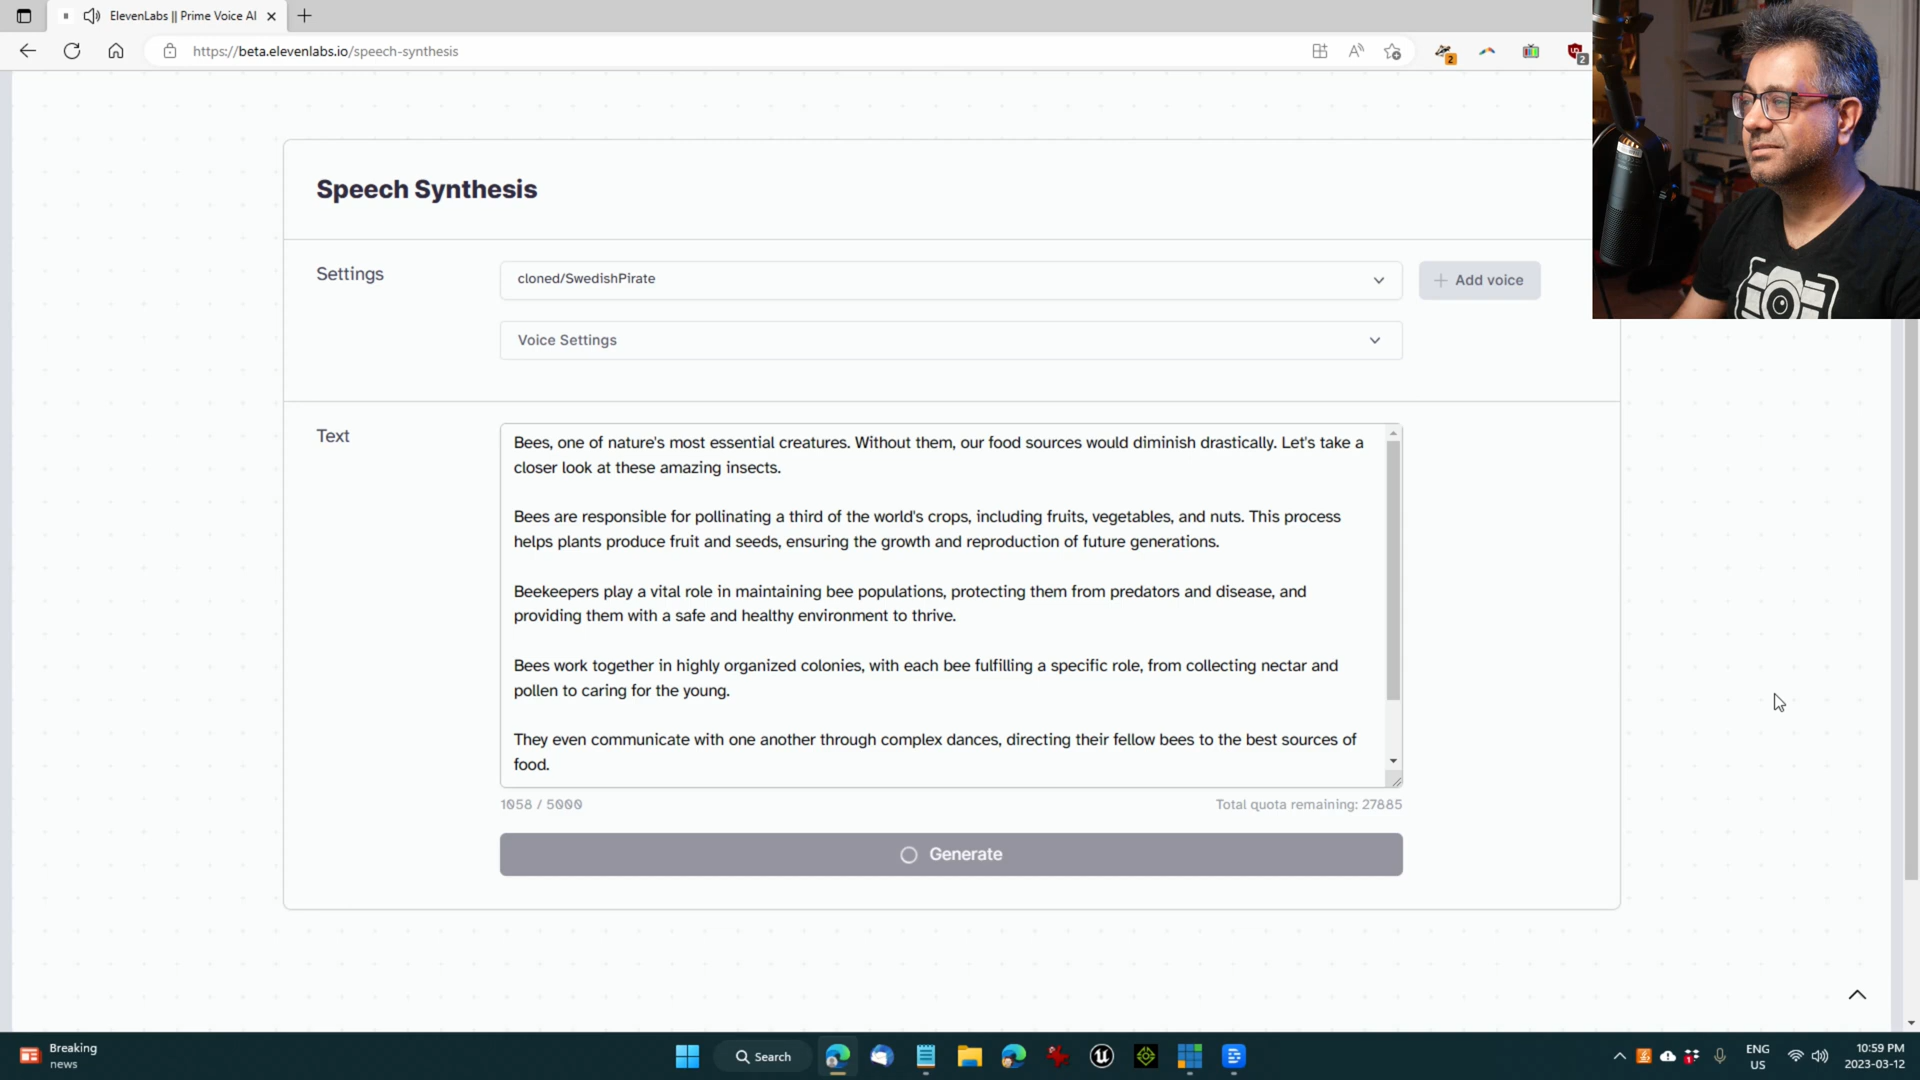 ElevenLabs || Prime Voice AI
https://beta.elevenlabs.io/speech-synthesis
2
2
Speech Synthesis
Settings
cloned/SwedishPirate
Add voice
Voice Settings
Text
Bees, one of nature's most essential creatures. Without them, our food sources would diminish drastically. Let's take a
closer look at these amazing insects.
Bees are responsible for pollinating a third of the world's crops, including fruits, vegetables, and nuts. This process
helps plants produce fruit and seeds, ensuring the growth and reproduction of future generations.
Beekeepers play a vital role in maintaining bee populations, protecting them from predators and disease, and
providing them with a safe and healthy environment to thrive.
Bees work together in highly organized colonies, with each bee fulfilling a specific role, from collecting nectar and
pollen to caring for the young.
They even communicate with one another through complex dances, directing their fellow bees to the best sources of
food.
1058 / 5000
Total quota remaining: 27885
Generate
Breaking
news
Search
ENG
US
10:59 PM
2023-03-12